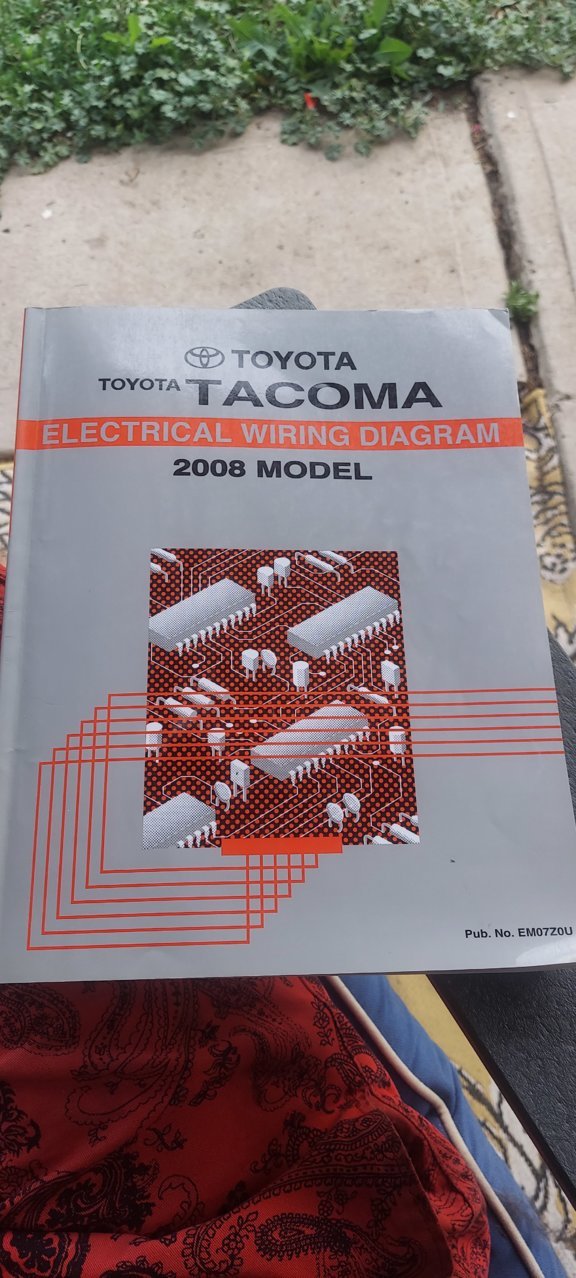 TOYOTA
TOYOTA TACOMA
ELECTRICAL WIRING DIAGRAM
2008 MODEL
Pub. No. EM07Z0U